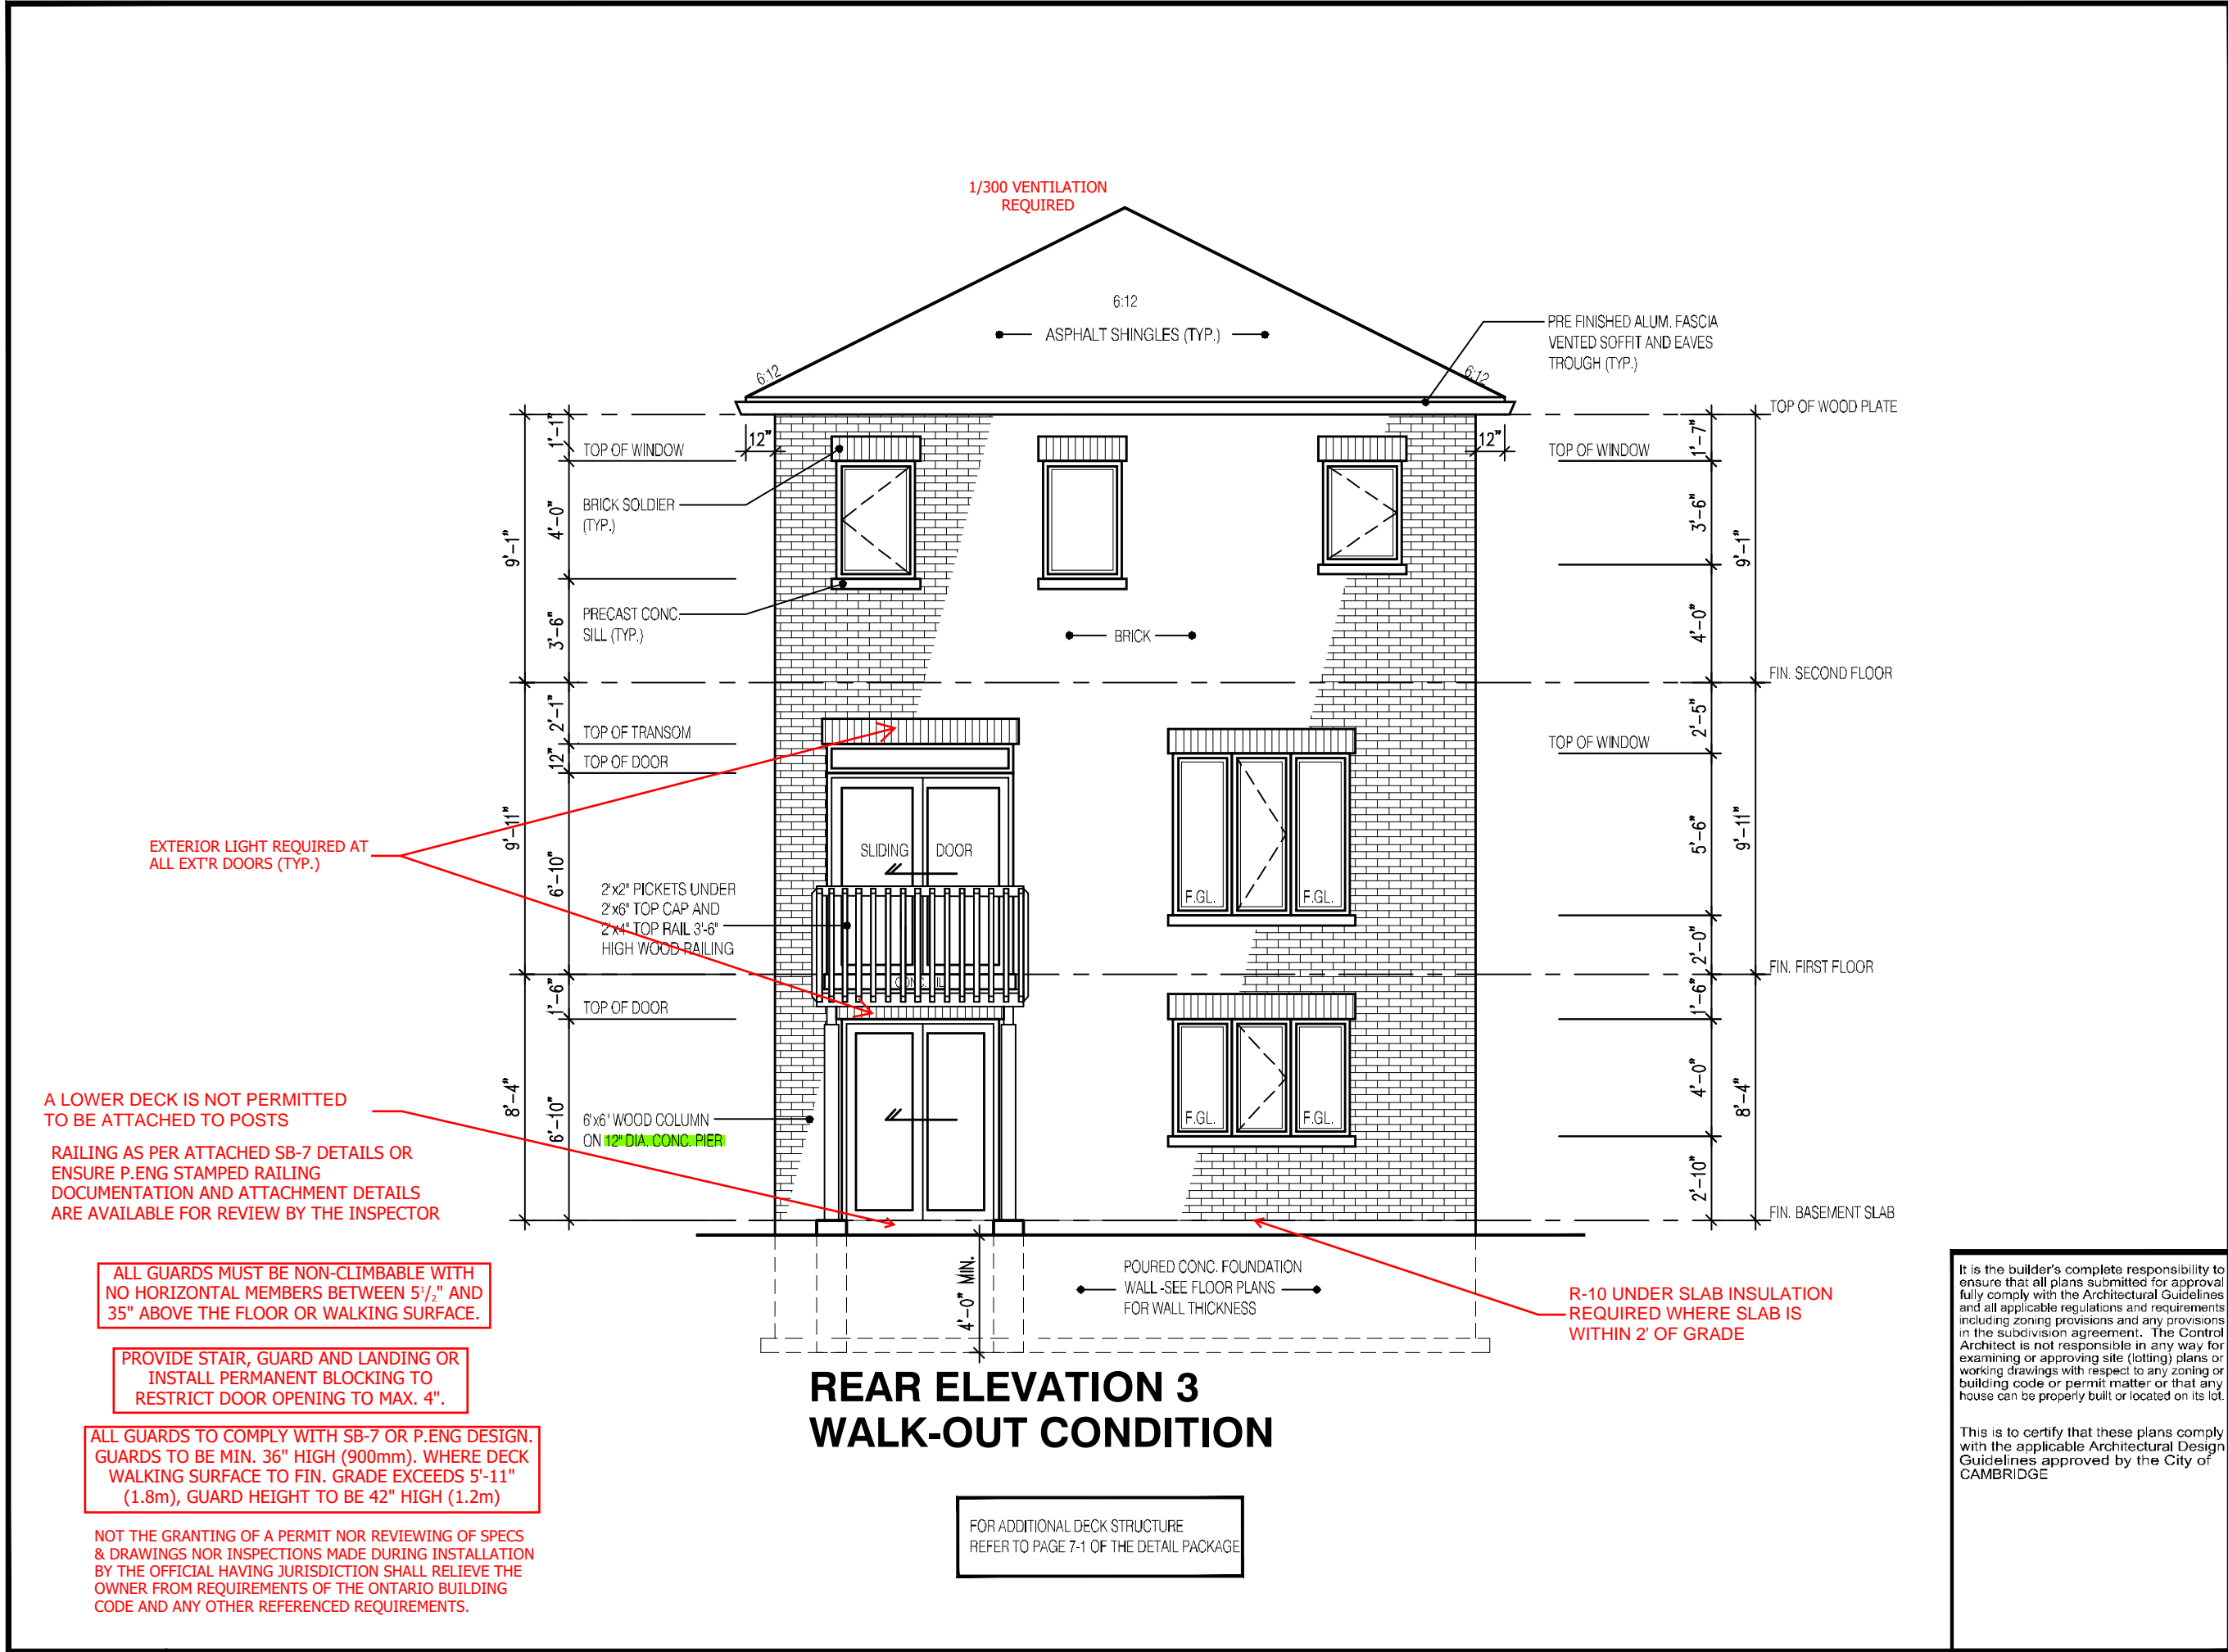 1/300 VENTILATION
REQUIRED
6:12
ASPHALT SHINGLES (TYP.)
6:12
6:12
PRE FINISHED ALUM. FASCIA
VENTED SOFFIT AND EAVES
TROUGH (TYP.)
TOP OF WOOD PLATE
1'-1"
TOP OF WINDOW
12"
12"
TOP OF WINDOW
1'-7"
BRICK SOLDIER
(TYP.)
4'-0"
9'-1"
3'-6"
9'-1"
PRECAST CONC.
SILL (TYP.)
3'-6"
BRICK
4'-0"
FIN. SECOND FLOOR
2'-1"
TOP OF TRANSOM
12"
TOP OF DOOR
2'-5"
TOP OF WINDOW
9'-11"
6'-10"
SLIDING DOOR
5'-6"
9'-11"
EXTERIOR LIGHT REQUIRED AT
ALL EXT'R DOORS (TYP.)
2"x2" PICKETS UNDER
2"x6" TOP CAP AND
2"x4" TOP RAIL 3'-6"
HIGH WOOD RAILING
F.GL.
F.GL.
2'-0"
FIN. FIRST FLOOR
1'-6"
TOP OF DOOR
1'-6"
8'-4"
6'-10"
4'-0"
8'-4"
A LOWER DECK IS NOT PERMITTED
TO BE ATTACHED TO POSTS
6"x6" WOOD COLUMN
ON 12" DIA. CONC. PIER
F.GL.
F.GL.
RAILING AS PER ATTACHED SB-7 DETAILS OR
ENSURE P.ENG STAMPED RAILING
DOCUMENTATION AND ATTACHMENT DETAILS
ARE AVAILABLE FOR REVIEW BY THE INSPECTOR
2'-10"
FIN. BASEMENT SLAB
ALL GUARDS MUST BE NON-CLIMBABLE WITH
NO HORIZONTAL MEMBERS BETWEEN 5 1/2" AND
35" ABOVE THE FLOOR OR WALKING SURFACE.
4'-0" MIN.
POURED CONC. FOUNDATION
WALL -SEE FLOOR PLANS
FOR WALL THICKNESS
R-10 UNDER SLAB INSULATION
REQUIRED WHERE SLAB IS
WITHIN 2' OF GRADE
PROVIDE STAIR, GUARD AND LANDING OR
INSTALL PERMANENT BLOCKING TO
RESTRICT DOOR OPENING TO MAX. 4".
REAR ELEVATION 3
WALK-OUT CONDITION
ALL GUARDS TO COMPLY WITH SB-7 OR P.ENG DESIGN.
GUARDS TO BE MIN. 36" HIGH (900mm). WHERE DECK
WALKING SURFACE TO FIN. GRADE EXCEEDS 5'-11"
(1.8m), GUARD HEIGHT TO BE 42" HIGH (1.2m)
FOR ADDITIONAL DECK STRUCTURE
REFER TO PAGE 7-1 OF THE DETAIL PACKAGE
NOT THE GRANTING OF A PERMIT NOR REVIEWING OF SPECS
& DRAWINGS NOR INSPECTIONS MADE DURING INSTALLATION
BY THE OFFICIAL HAVING JURISDICTION SHALL RELIEVE THE
OWNER FROM REQUIREMENTS OF THE ONTARIO BUILDING
CODE AND ANY OTHER REFERENCED REQUIREMENTS.
It is the builder's complete responsibility to
ensure that all plans submitted for approval
fully comply with the Architectural Guidelines
and all applicable regulations and requirements
including zoning provisions and any provisions
in the subdivision agreement. The Control
Architect is not responsible in any way for
examining or approving site (lotting) plans or
working drawings with respect to any zoning or
building code or permit matter or that any
house can be properly built or located on its lot.
This is to certify that these plans comply
with the applicable Architectural Design
Guidelines approved by the City of
CAMBRIDGE